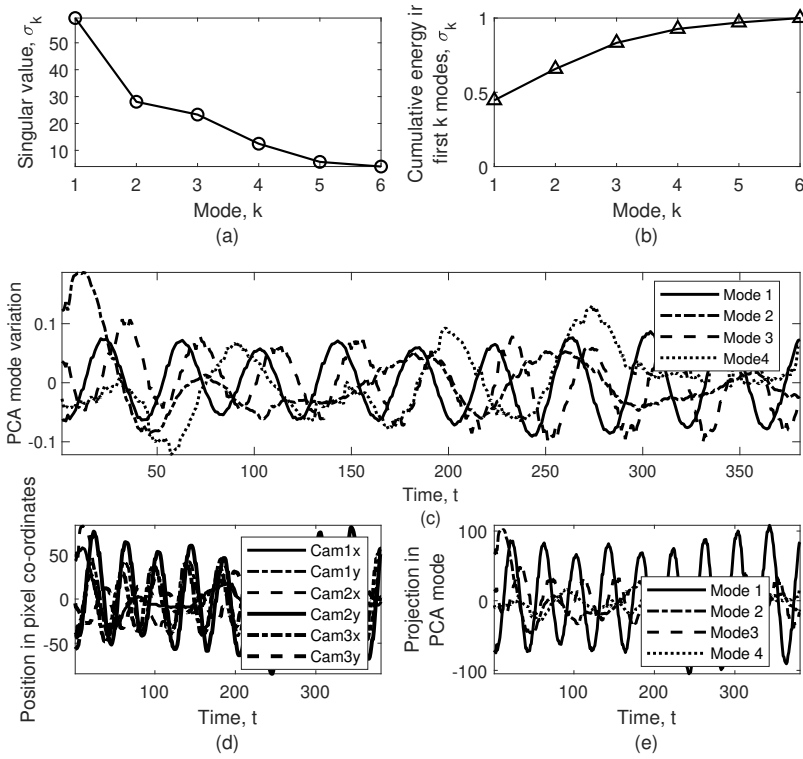 Singular value, σk
50
40
30
20
10
1 2 3 4 5 6
Mode, k
(a)
Cumulative energy in
first k modes, σk
1
0.5
0
1 2 3 4 5 6
Mode, k
(b)
PCA mode variation
0.1
0
-0.1
50 100 150 200 250 300 350
Time, t
(c)
Mode 1
Mode 2
Mode 3
Mode4
Position in pixel co-ordinates
50
0
-50
100 200 300
Time, t
(d)
Cam1x
Cam1y
Cam2x
Cam2y
Cam3x
Cam3y
Projection in
PCA mode
100
0
-100
100 200 300
Time, t
(e)
Mode 1
Mode 2
Mode3
Mode 4